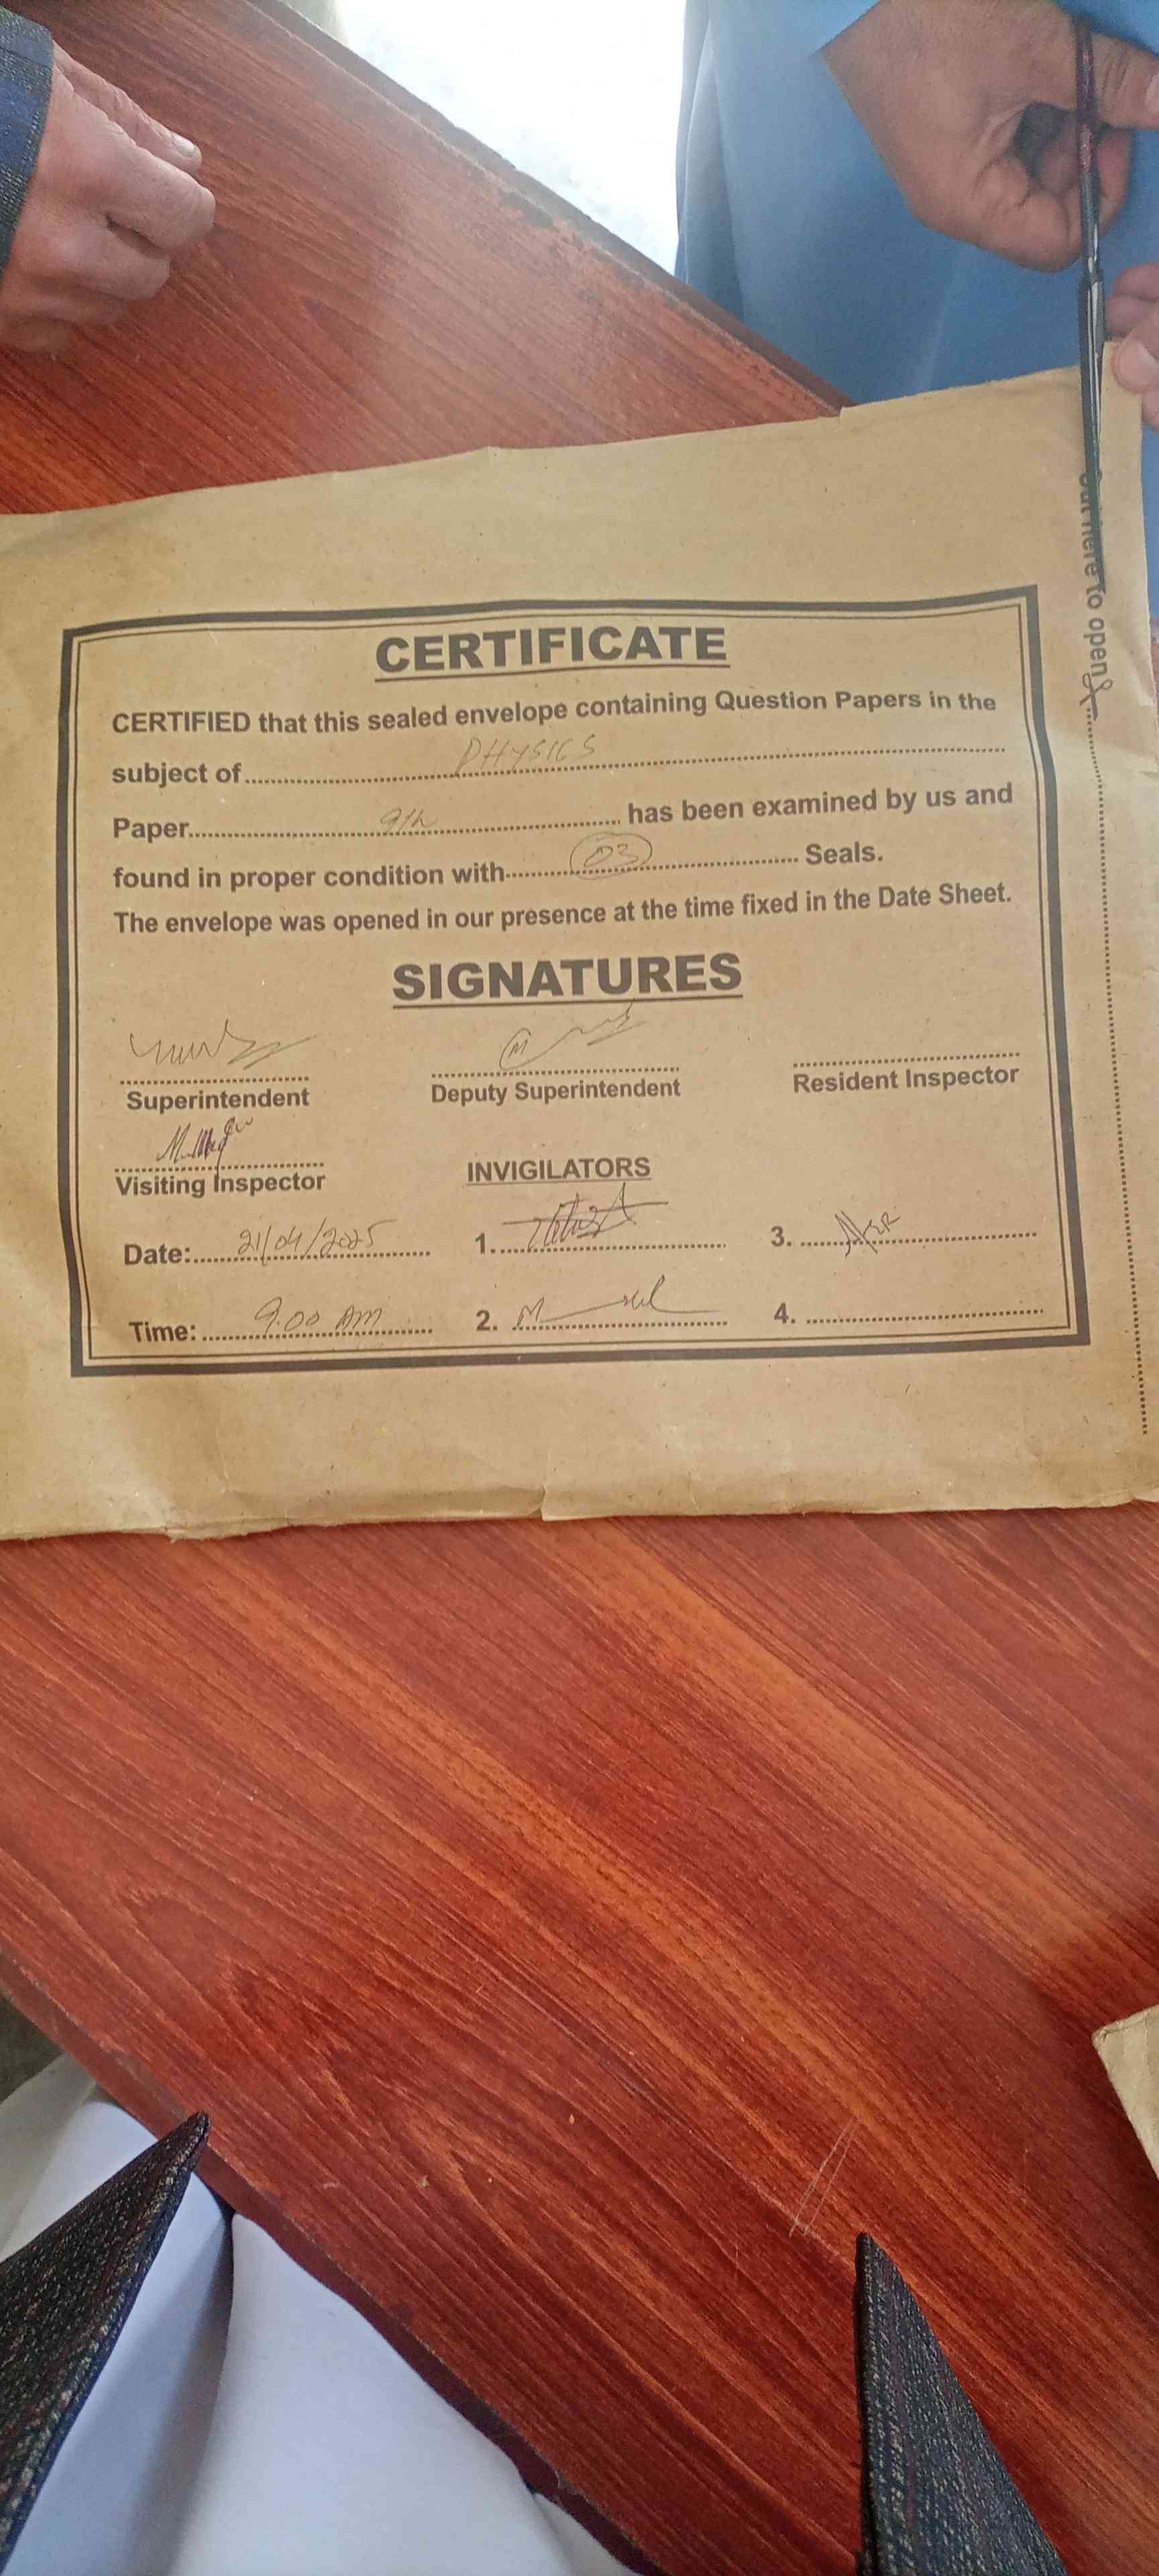 Cut here to open
CERTIFICATE
CERTIFIED that this sealed envelope containing Question Papers in the
subject of PHYSICS
Paper 9th has been examined by us and
found in proper condition with 03 Seals.
The envelope was opened in our presence at the time fixed in the Date Sheet.
SIGNATURES
Superintendent Deputy Superintendent Resident Inspector
Visiting Inspector INVIGILATORS
Date: 21/04/2025 1. 3.
Time: 9.00 AM 2. 4.